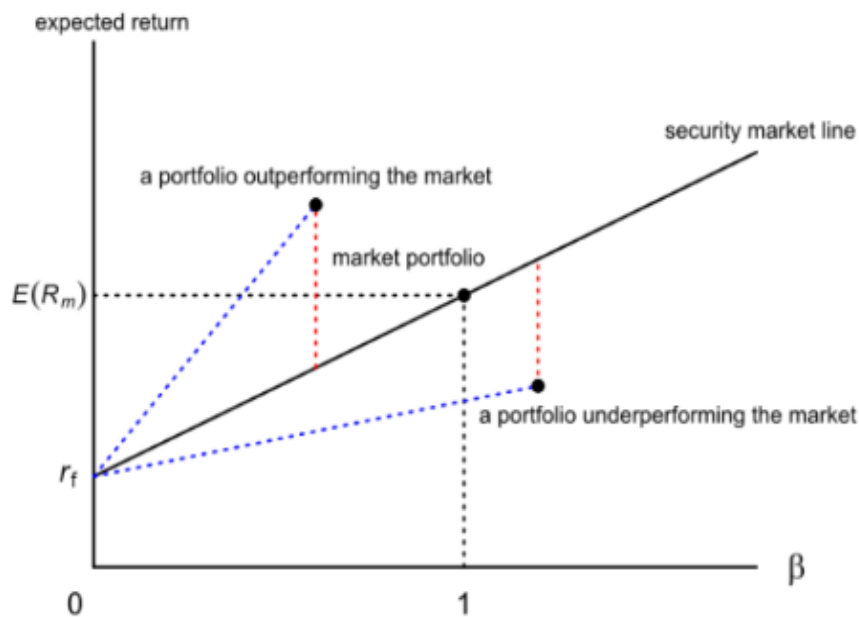 expected return
security market line
a portfolio outperforming the market
market portfolio
E(Rm)
a portfolio underperforming the market
rf
β
0
1